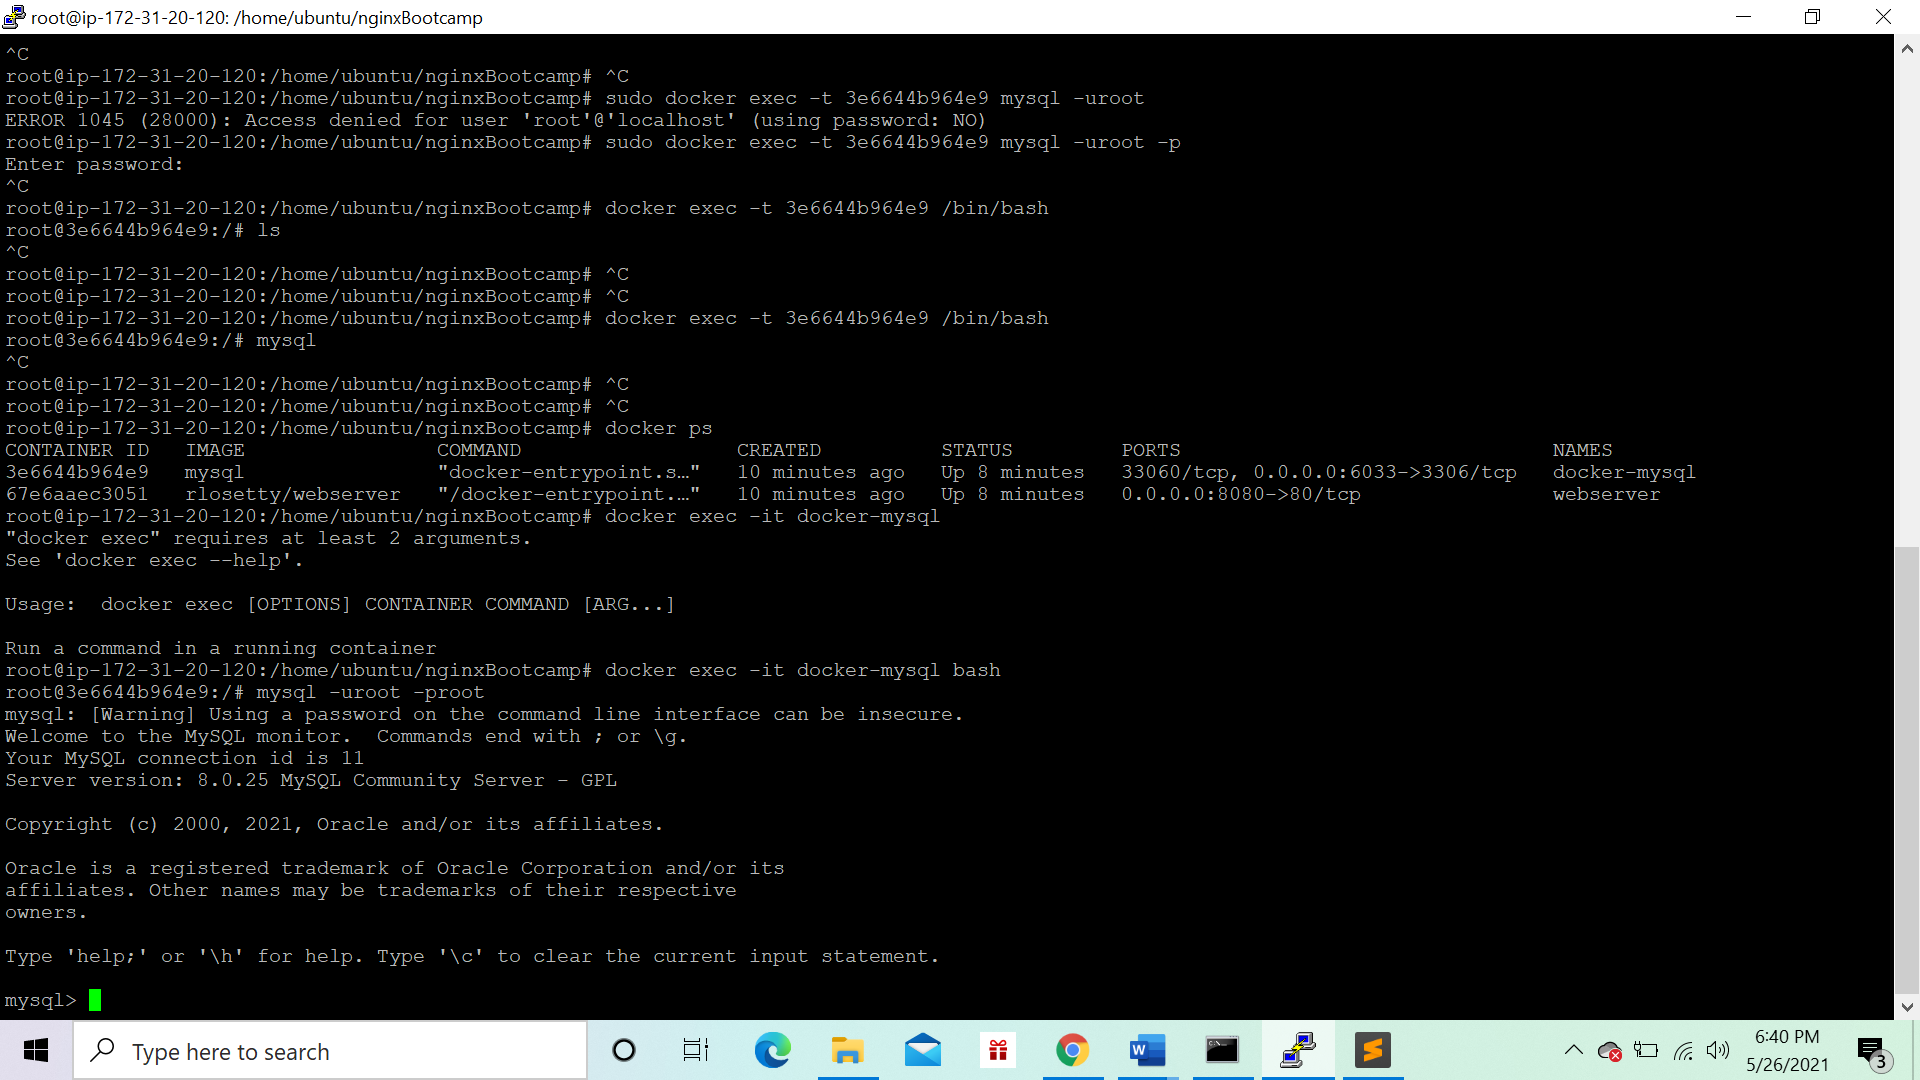 root@ip-172-31-20-120: /home/ubuntu/nginxBootcamp
^C
root@ip-172-31-20-120:/home/ubuntu/nginxBootcamp# ^C
root@ip-172-31-20-120:/home/ubuntu/nginxBootcamp# sudo docker exec -t 3e6644b964e9 mysql -uroot
ERROR 1045 (28000): Access denied for user 'root'@'localhost' (using password: NO)
root@ip-172-31-20-120:/home/ubuntu/nginxBootcamp# sudo docker exec -t 3e6644b964e9 mysql -uroot -p
Enter password:
^C
root@ip-172-31-20-120:/home/ubuntu/nginxBootcamp# docker exec -t 3e6644b964e9 /bin/bash
root@3e6644b964e9:/# ls
^C
root@ip-172-31-20-120:/home/ubuntu/nginxBootcamp# ^C
root@ip-172-31-20-120:/home/ubuntu/nginxBootcamp# ^C
root@ip-172-31-20-120:/home/ubuntu/nginxBootcamp# docker exec -t 3e6644b964e9 /bin/bash
root@3e6644b964e9:/# mysql
^C
root@ip-172-31-20-120:/home/ubuntu/nginxBootcamp# ^C
root@ip-172-31-20-120:/home/ubuntu/nginxBootcamp# ^C
root@ip-172-31-20-120:/home/ubuntu/nginxBootcamp# docker ps
CONTAINER ID   IMAGE                COMMAND                  CREATED          STATUS         PORTS                               NAMES
3e6644b964e9   mysql                "docker-entrypoint.s…"   10 minutes ago   Up 8 minutes   33060/tcp, 0.0.0.0:6033->3306/tcp   docker-mysql
67e6aaec3051   rlosetty/webserver   "/docker-entrypoint.…"   10 minutes ago   Up 8 minutes   0.0.0.0:8080->80/tcp                webserver
root@ip-172-31-20-120:/home/ubuntu/nginxBootcamp# docker exec -it docker-mysql
"docker exec" requires at least 2 arguments.
See 'docker exec --help'.
Usage:  docker exec [OPTIONS] CONTAINER COMMAND [ARG...]
Run a command in a running container
root@ip-172-31-20-120:/home/ubuntu/nginxBootcamp# docker exec -it docker-mysql bash
root@3e6644b964e9:/# mysql -uroot -proot
mysql: [Warning] Using a password on the command line interface can be insecure.
Welcome to the MySQL monitor.  Commands end with ; or \g.
Your MySQL connection id is 11
Server version: 8.0.25 MySQL Community Server - GPL
Copyright (c) 2000, 2021, Oracle and/or its affiliates.
Oracle is a registered trademark of Oracle Corporation and/or its
affiliates. Other names may be trademarks of their respective
owners.
Type 'help;' or '\h' for help. Type '\c' to clear the current input statement.
mysql>
Type here to search
6:40 PM
5/26/2021
3